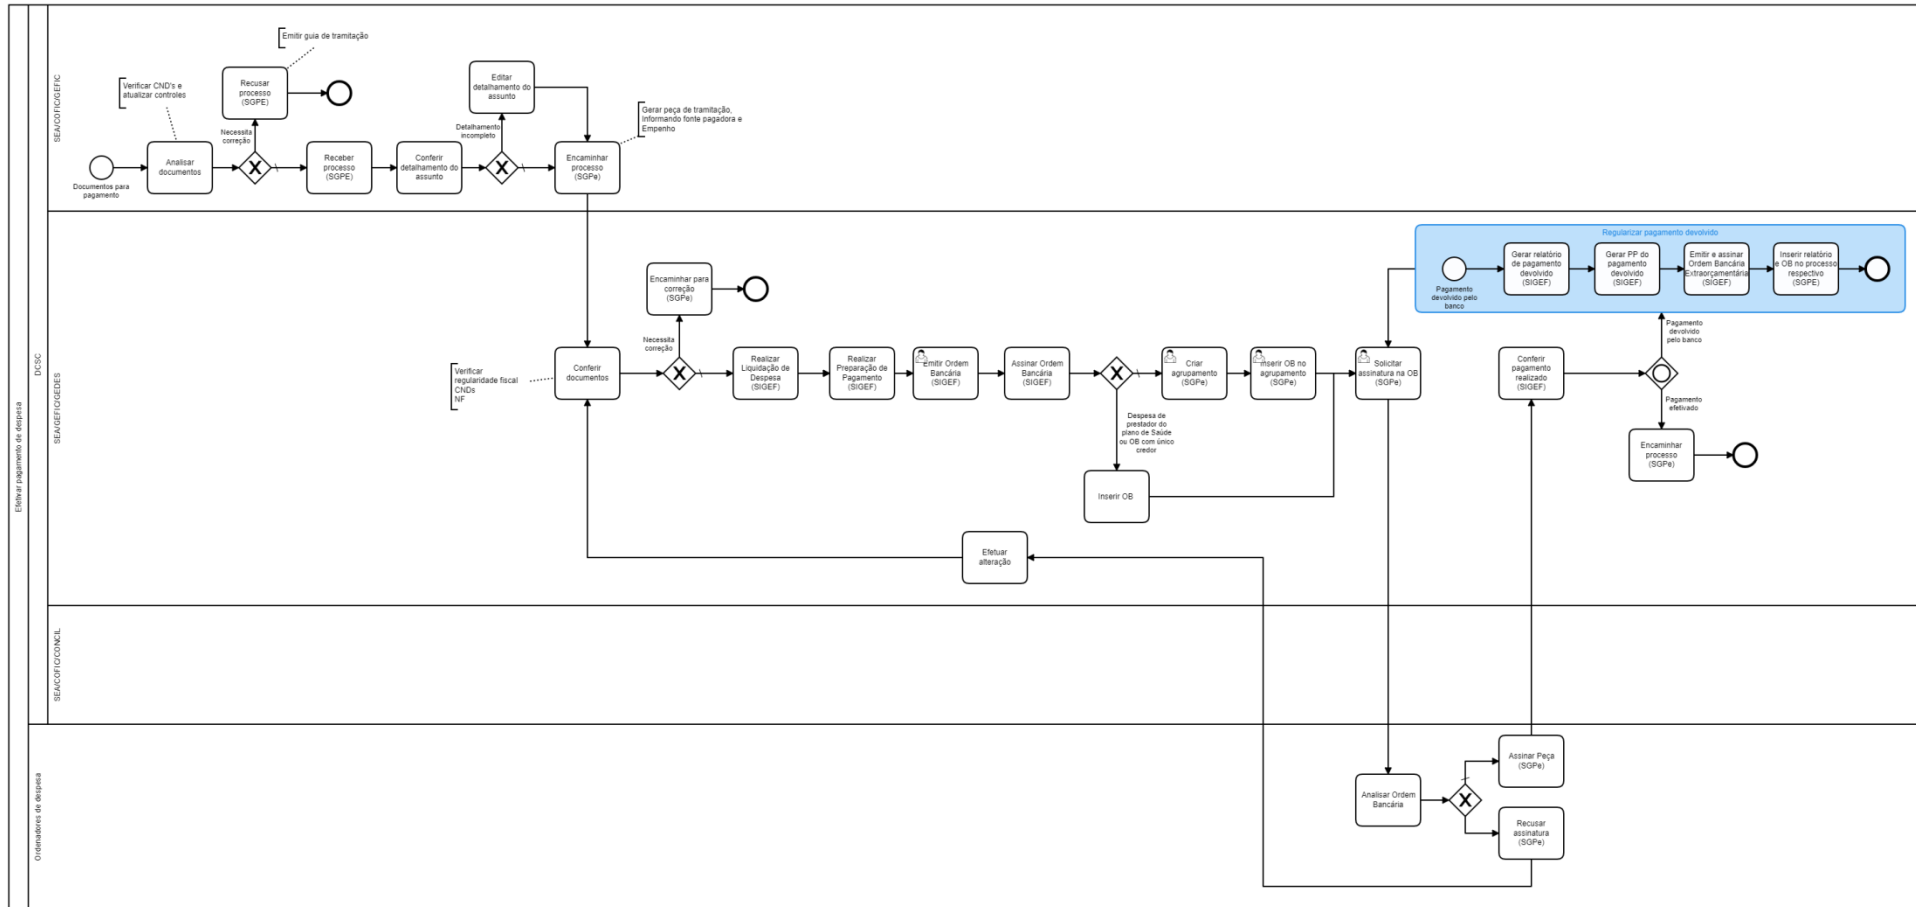 Efetivar pagamento de despesa
DCSC
SEA/COFIC/GEFIC
Documentos para
pagamento
Verificar CND's e
atualizar controles
Analisar
documentos
Necessita
correção
Recusar
processo
(SGPE)
Emitir guia de tramitação
Receber
processo
(SGPE)
Conferir
detalhamento do
assunto
Detalhamento
incompleto
Editar
detalhamento do
assunto
Encaminhar
processo
(SGPe)
Gerar peça de tramitação,
Informando fonte pagadora e
Empenho
SEA/GEFIC/GEDES
Verificar
regularidade fiscal
CNDs
NF
Conferir
documentos
Necessita
correção
Encaminhar para
correção
(SGPe)
Realizar
Liquidação de
Despesa
(SIGEF)
Realizar
Preparação de
Pagamento
(SIGEF)
Emitir Ordem
Bancária
(SIGEF)
Assinar Ordem
Bancária
(SIGEF)
Despesa de
prestador do
plano de Saúde
ou OB com único
credor
Criar
agrupamento
(SGPe)
Inserir OB no
agrupamento
(SGPe)
Inserir OB
Solicitar
assinatura na OB
(SGPe)
Efetuar
alteração
Regularizar pagamento devolvido
Pagamento
devolvido pelo
banco
Gerar relatório
de pagamento
devolvido
(SIGEF)
Gerar PP do
pagamento
devolvido
(SIGEF)
Emitir e assinar
Ordem Bancária
Extraorçamentária
(SIGEF)
Inserir relatório
e OB no processo
respectivo
(SGPE)
Conferir
pagamento
realizado
(SIGEF)
Pagamento
devolvido
pelo banco
Pagamento
efetivado
Encaminhar
processo
(SGPe)
SEA/COFIC/CONCIL
Ordenadores de despesa
Analisar Ordem
Bancária
Assinar Peça
(SGPe)
Recusar
assinatura
(SGPe)